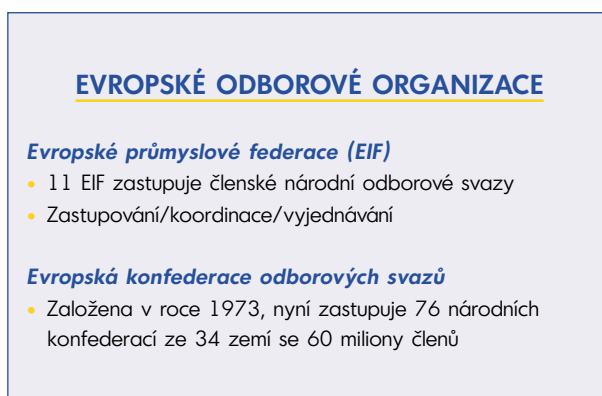 EVROPSKÉ ODBOROVÉ ORGANIZACE
Evropské průmyslové federace (EIF)
• 11 EIF zastupuje členské národní odborové svazy
• Zastupování/koordinace/vyjednávání
Evropská konfederace odborových svazů
• Založena v roce 1973, nyní zastupuje 76 národních
konfederací ze 34 zemí se 60 miliony členů